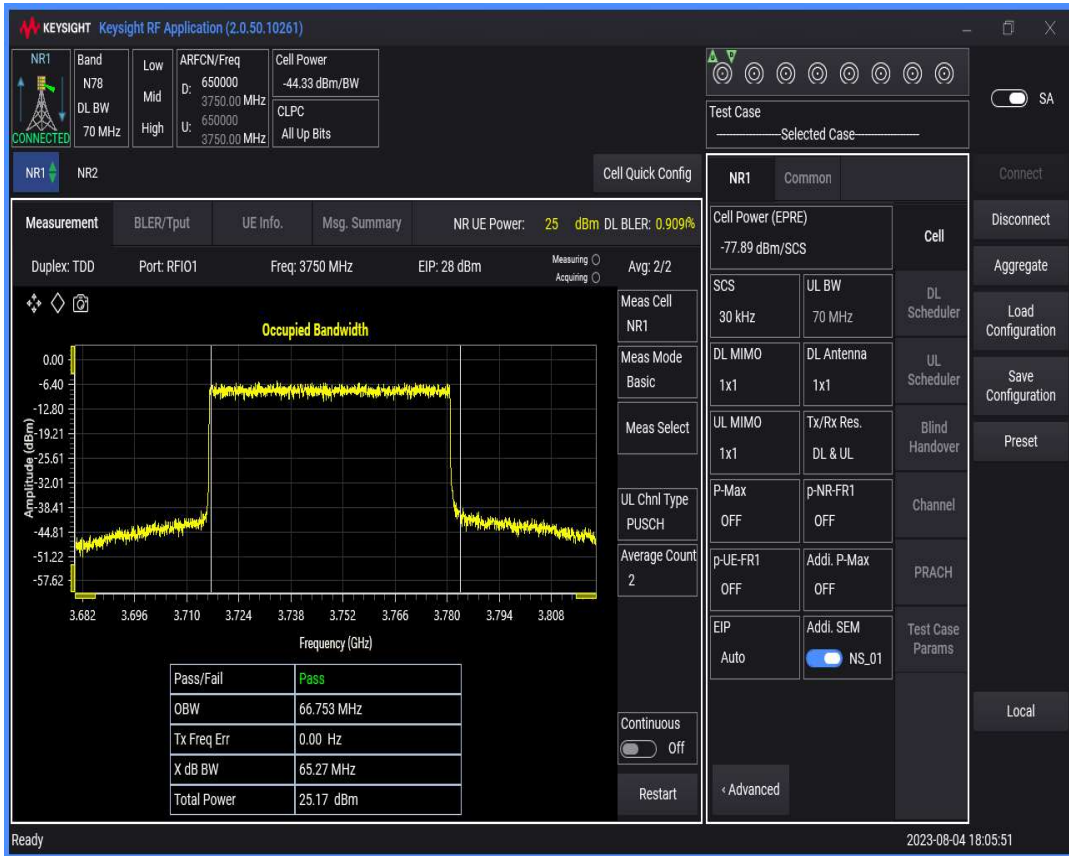 KEYSIGHT Keysight RF Application (2.0.50.10261)
NR1
CONNECTED
Band
N78
DL BW
70 MHz
Low
Mid
High
ARFCN/Freq
D: 650000
3750.00 MHz
U: 650000
3750.00 MHz
Cell Power
-44.33 dBm/BW
CLPC
All Up Bits
Test Case
Selected Case
SA
NR1
NR2
Cell Quick Config
Measurement
BLER/Tput
UE Info.
Msg. Summary
NR UE Power: 25 dBm DL BLER: 0.909%
Duplex: TDD
Port: RFIO1
Freq: 3750 MHz
EIP: 28 dBm
Measuring
Acquiring
Avg: 2/2
Occupied Bandwidth
Amplitude (dBm)
0.00
-6.40
-12.80
-19.21
-25.61
-32.01
-38.41
-44.81
-51.22
-57.62
3.682 3.696 3.710 3.724 3.738 3.752 3.766 3.780 3.794 3.808
Frequency (GHz)
Pass/Fail Pass
OBW 66.753 MHz
Tx Freq Err 0.00 Hz
X dB BW 65.27 MHz
Total Power 25.17 dBm
Meas Cell
NR1
Meas Mode
Basic
Meas Select
UL Chnl Type
PUSCH
Average Count
2
Continuous
Off
Restart
NR1
Common
Cell Power (EPRE)
-77.89 dBm/SCS
SCS
30 kHz
UL BW
70 MHz
DL MIMO
1x1
DL Antenna
1x1
UL MIMO
1x1
Tx/Rx Res.
DL & UL
P-Max
OFF
p-NR-FR1
OFF
p-UE-FR1
OFF
Addi. P-Max
OFF
EIP
Auto
Addi. SEM
NS_01
‹ Advanced
Cell
DL
Scheduler
UL
Scheduler
Blind
Handover
Channel
PRACH
Test Case
Params
Connect
Disconnect
Aggregate
Load
Configuration
Save
Configuration
Preset
Local
Ready
2023-08-04 18:05:51